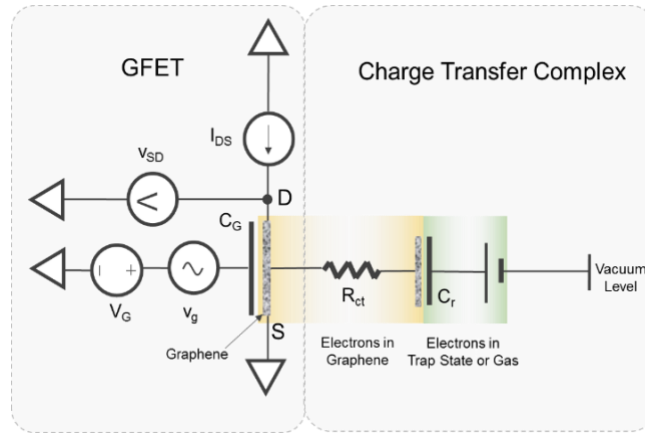 GFET
Charge Transfer Complex
I_DS
v_SD
V
D
C_G
V_G
v_g
S
Graphene
R_ct
C_r
Vacuum
Level
Electrons in
Graphene
Electrons in
Trap State or Gas